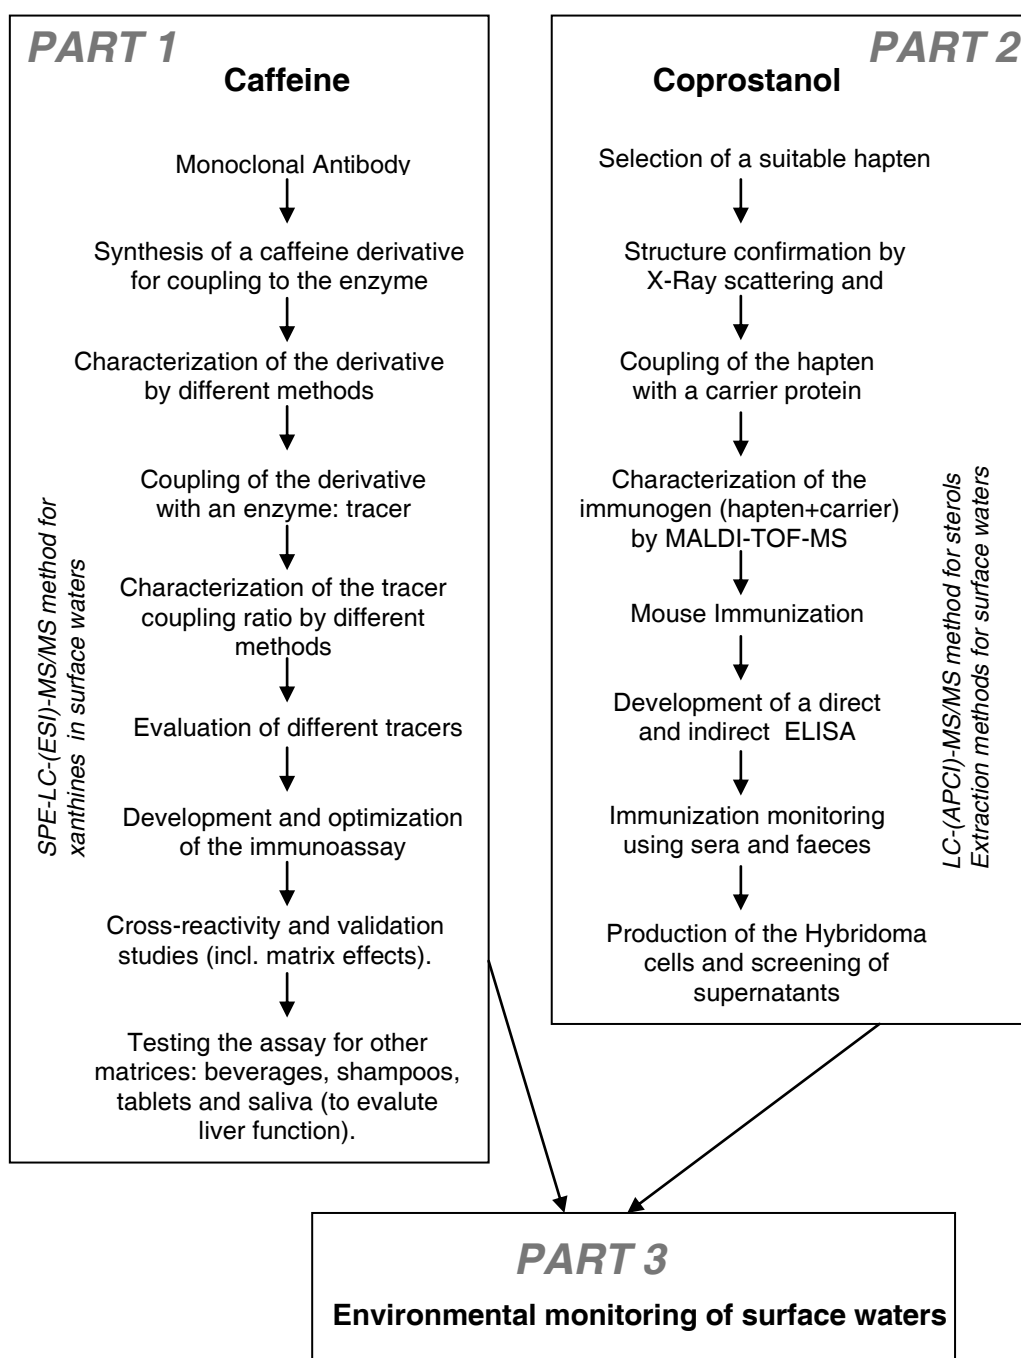 PART 1
Caffeine
Monoclonal Antibody
Synthesis of a caffeine derivative
for coupling to the enzyme
Characterization of the derivative
by different methods
Coupling of the derivative
with an enzyme: tracer
Characterization of the tracer
coupling ratio by different
methods
Evaluation of different tracers
Development and optimization
of the immunoassay
Cross-reactivity and validation
studies (incl. matrix effects).
Testing the assay for other
matrices: beverages, shampoos,
tablets and saliva (to evalute
liver function).
SPE-LC-(ESI)-MS/MS method for
xanthines in surface waters
PART 2
Coprostanol
Selection of a suitable hapten
Structure confirmation by
X-Ray scattering and
Coupling of the hapten
with a carrier protein
Characterization of the
immunogen (hapten+carrier)
by MALDI-TOF-MS
Mouse Immunization
Development of a direct
and indirect ELISA
Immunization monitoring
using sera and faeces
Production of the Hybridoma
cells and screening of
supernatants
LC-(APCI)-MS/MS method for sterols
Extraction methods for surface waters
PART 3
Environmental monitoring of surface waters